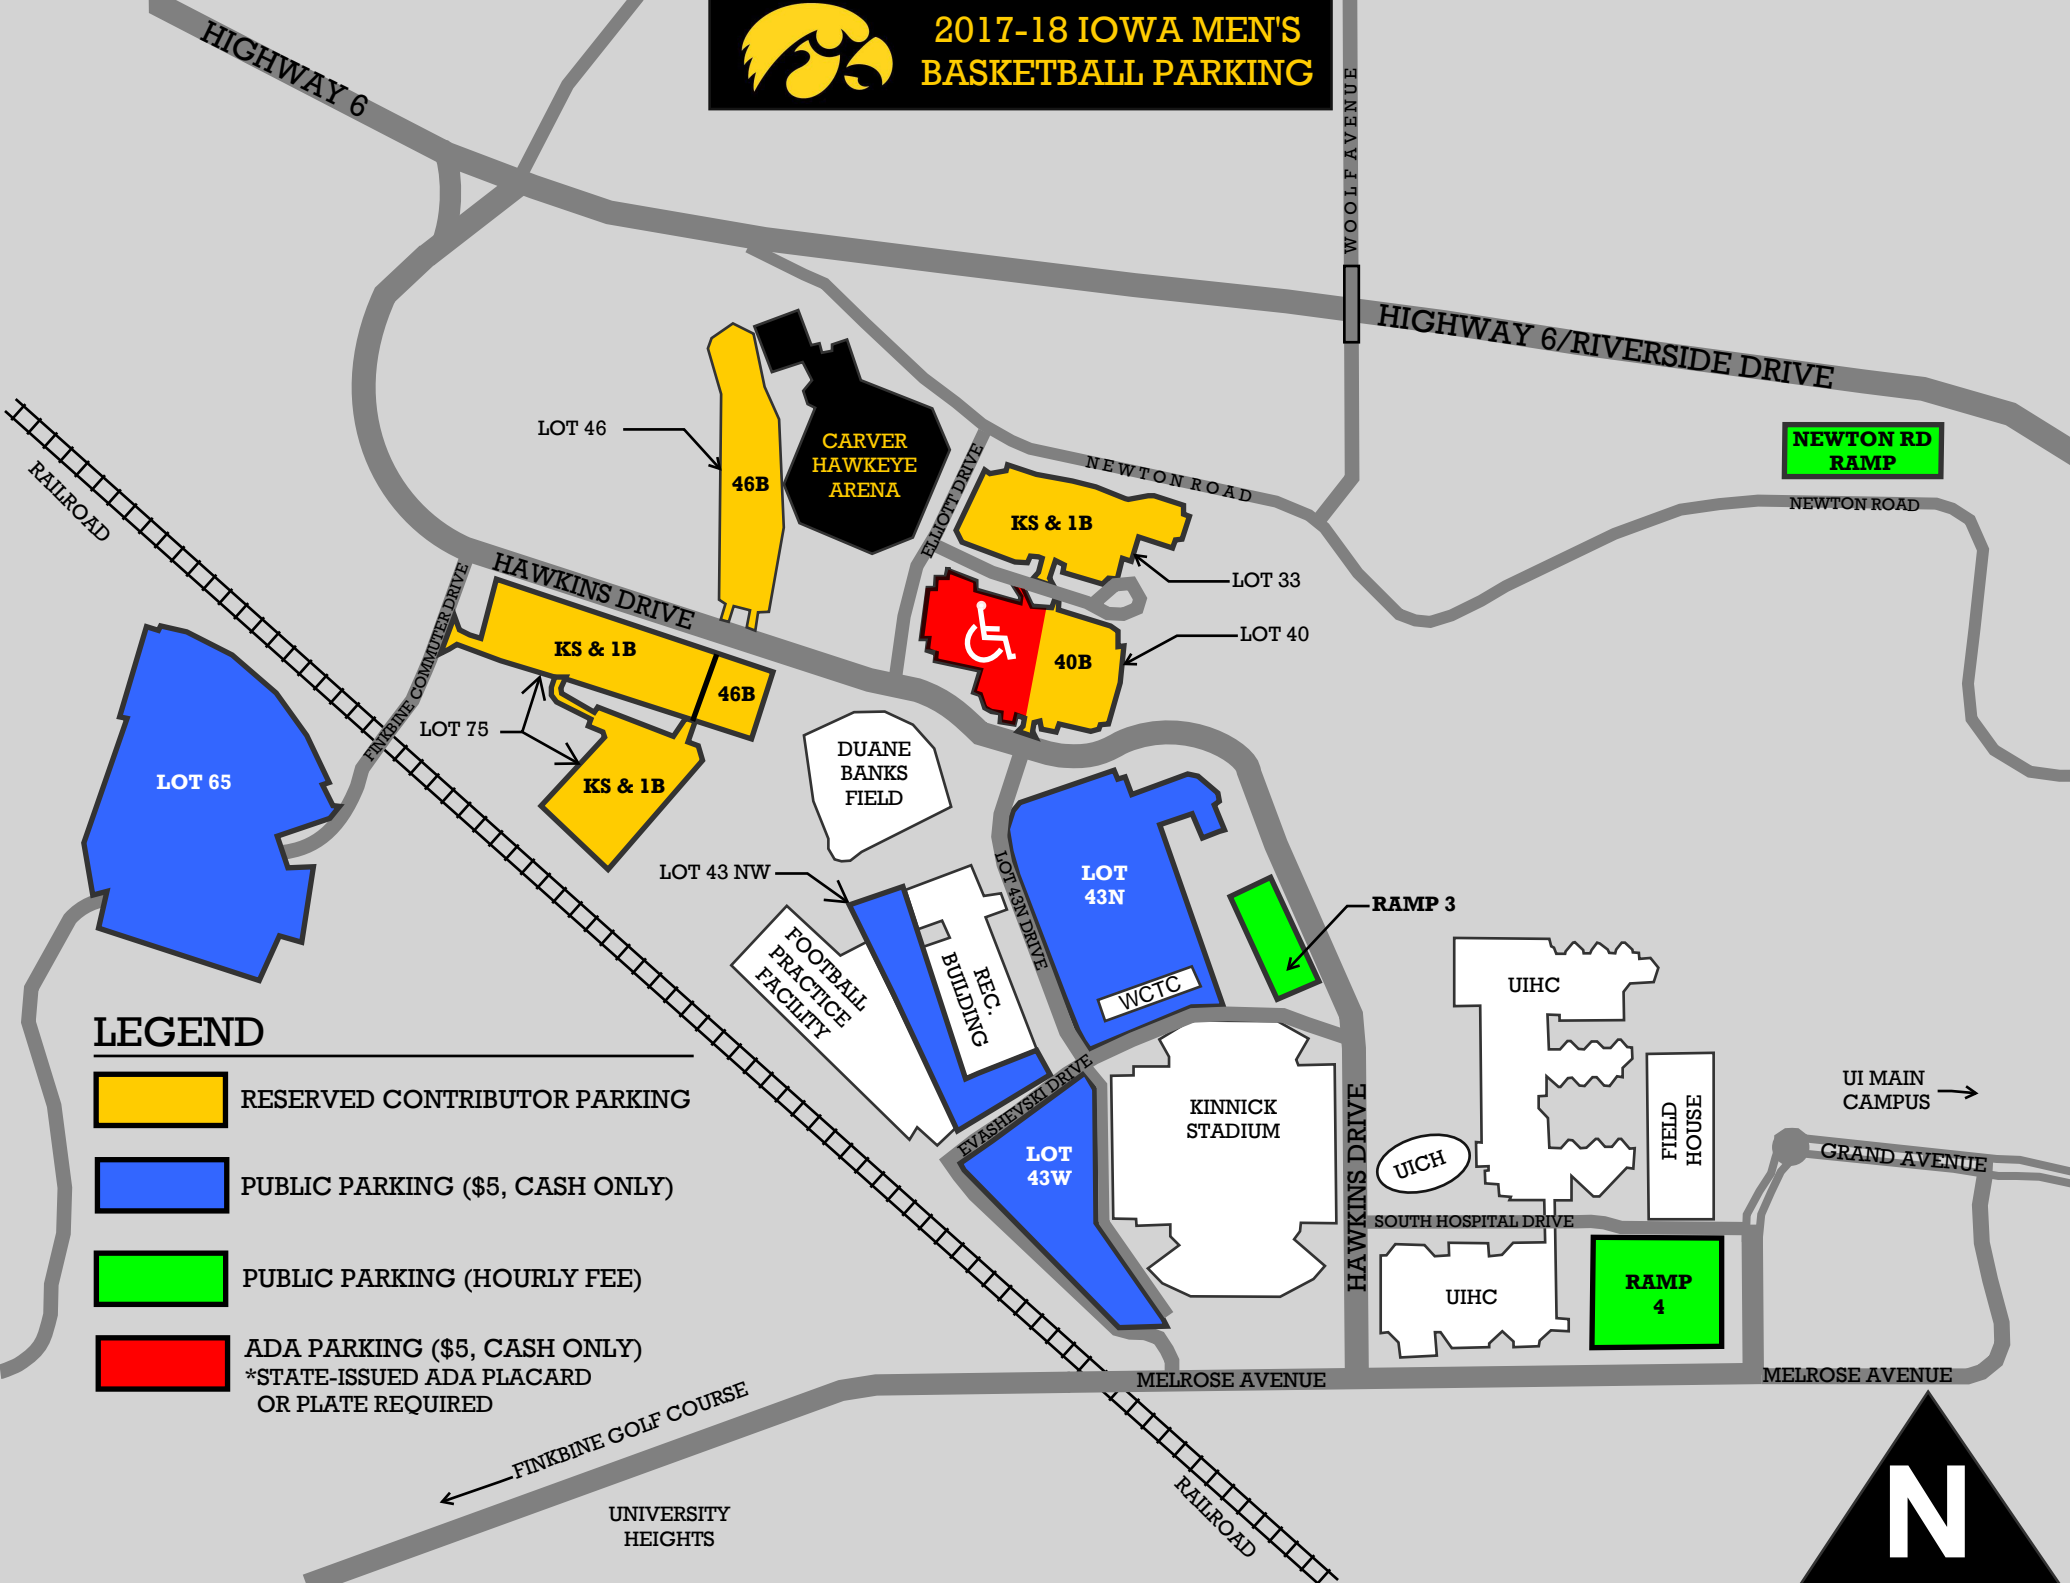 2017-18 IOWA MEN'S
BASKETBALL PARKING
HIGHWAY 6
WOOLF AVENUE
HIGHWAY 6/RIVERSIDE DRIVE
NEWTON RD
RAMP
NEWTON ROAD
NEWTON ROAD
LOT 46
46B
CARVER
HAWKEYE
ARENA
ELLIOTT DRIVE
KS & 1B
LOT 33
LOT 40
40B
RAILROAD
HAWKINS DRIVE
FINKBINE COMMUTER DRIVE
KS & 1B
46B
LOT 75
KS & 1B
LOT 65
DUANE
BANKS
FIELD
LOT 43 NW
LOT 43N DRIVE
LOT
43N
RAMP 3
WCTC
FOOTBALL
PRACTICE
FACILITY
REC.
BUILDING
EVASHEVSKI DRIVE
LOT
43W
KINNICK
STADIUM
HAWKINS DRIVE
UIHC
UICH
FIELD
HOUSE
UI MAIN
CAMPUS
GRAND AVENUE
SOUTH HOSPITAL DRIVE
UIHC
RAMP
4
MELROSE AVENUE
MELROSE AVENUE
LEGEND
RESERVED CONTRIBUTOR PARKING
PUBLIC PARKING ($5, CASH ONLY)
PUBLIC PARKING (HOURLY FEE)
ADA PARKING ($5, CASH ONLY)
*STATE-ISSUED ADA PLACARD
OR PLATE REQUIRED
FINKBINE GOLF COURSE
UNIVERSITY
HEIGHTS
RAILROAD
N